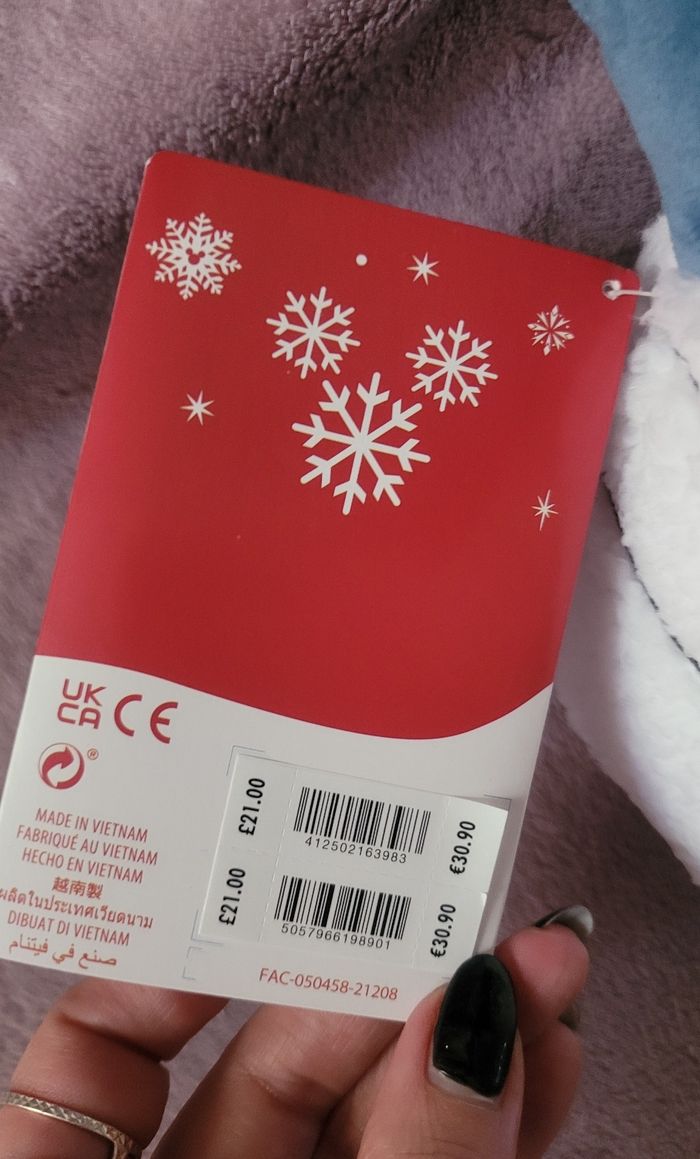 UK
CA CE
®
MADE IN VIETNAM
FABRIQUÉ AU VIETNAM
HECHO EN VIETNAM
越南製
ผลิตในประเทศเวียดนาม
DIBUAT DI VIETNAM
صنع في فيتنام
£21.00
412502163983
€30.90
£21.00
5057966198901
€30.90
FAC-050458-21208